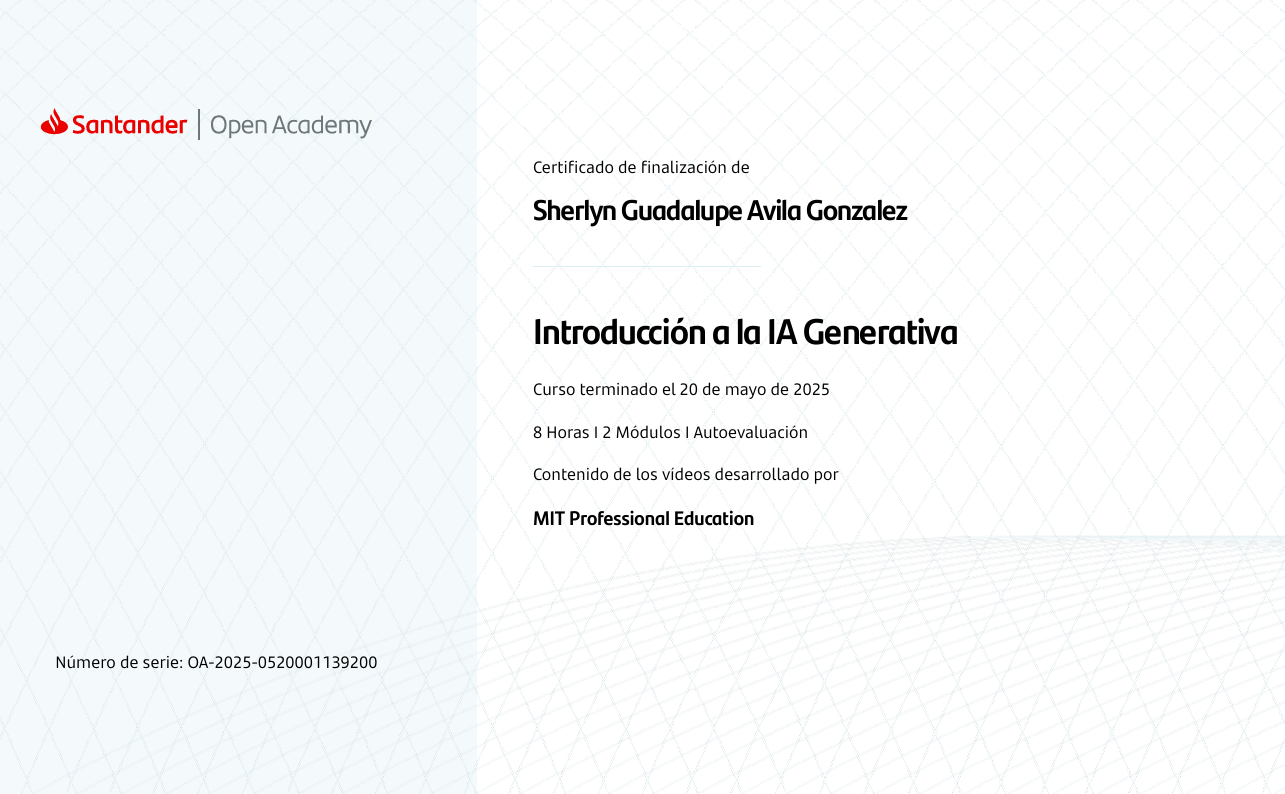 Santander | Open Academy
Certificado de finalización de
Sherlyn Guadalupe Avila Gonzalez
Introducción a la IA Generativa
Curso terminado el 20 de mayo de 2025
8 Horas I 2 Módulos I Autoevaluación
Contenido de los vídeos desarrollado por
MIT Professional Education
Número de serie: OA-2025-0520001139200